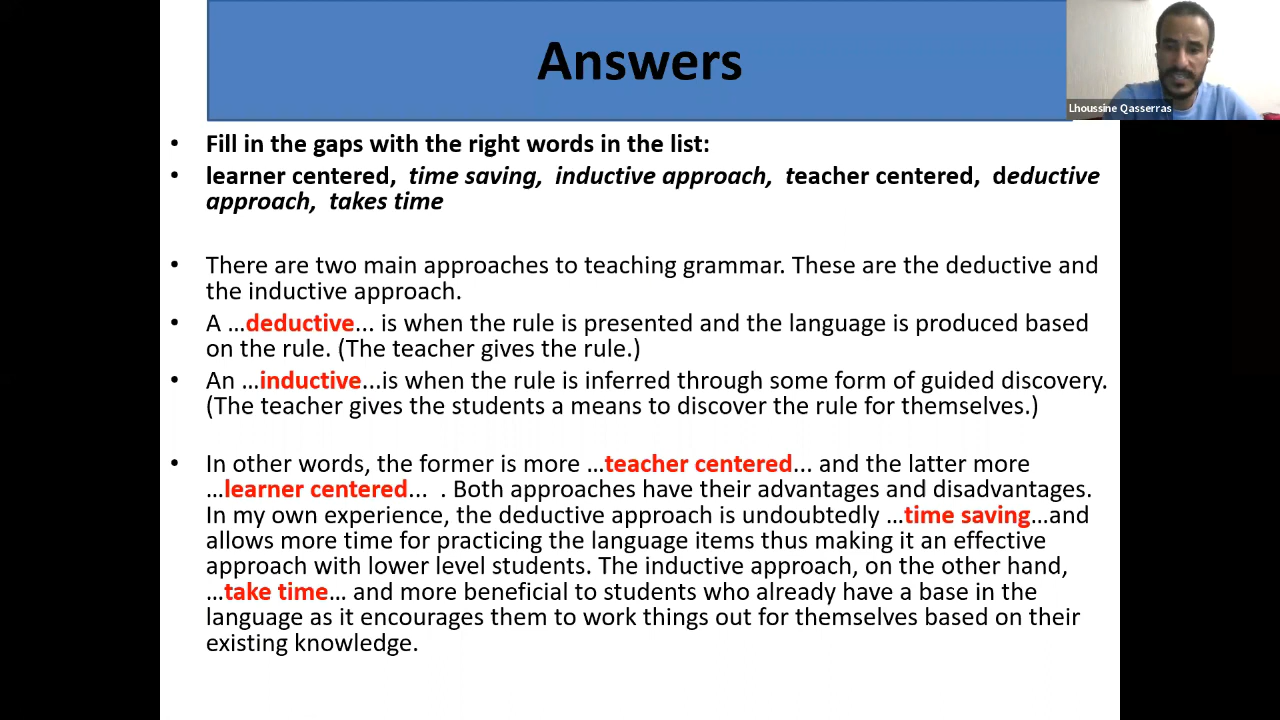 Answers
Lhoussine Qasserras
• Fill in the gaps with the right words in the list:
• learner centered, time saving, inductive approach, teacher centered, deductive
approach, takes time
• There are two main approaches to teaching grammar. These are the deductive and
the inductive approach.
• A …deductive... is when the rule is presented and the language is produced based
on the rule. (The teacher gives the rule.)
• An …inductive...is when the rule is inferred through some form of guided discovery.
(The teacher gives the students a means to discover the rule for themselves.)
• In other words, the former is more …teacher centered... and the latter more
…learner centered... . Both approaches have their advantages and disadvantages.
In my own experience, the deductive approach is undoubtedly …time saving...and
allows more time for practicing the language items thus making it an effective
approach with lower level students. The inductive approach, on the other hand,
…take time... and more beneficial to students who already have a base in the
language as it encourages them to work things out for themselves based on their
existing knowledge.